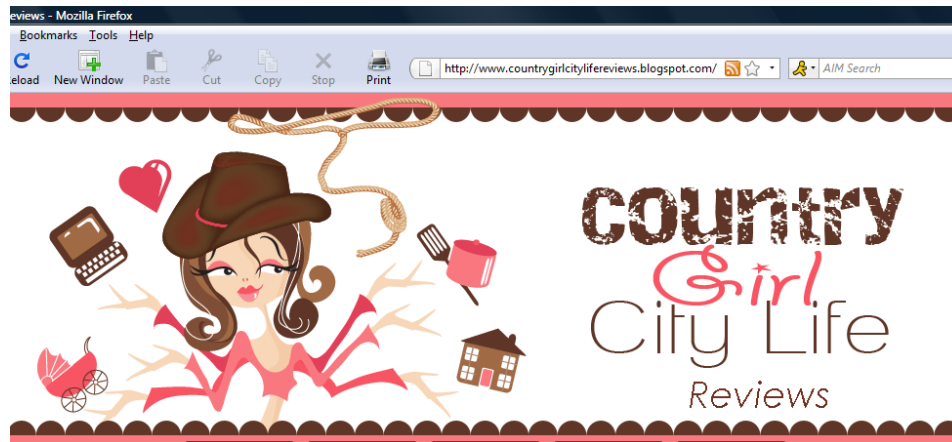 eviews - Mozilla Firefox
Bookmarks Tools Help
eload New Window Paste Cut Copy Stop Print http://www.countrygirlcitylifereviews.blogspot.com/ AIM Search
country
Girl
City Life
Reviews